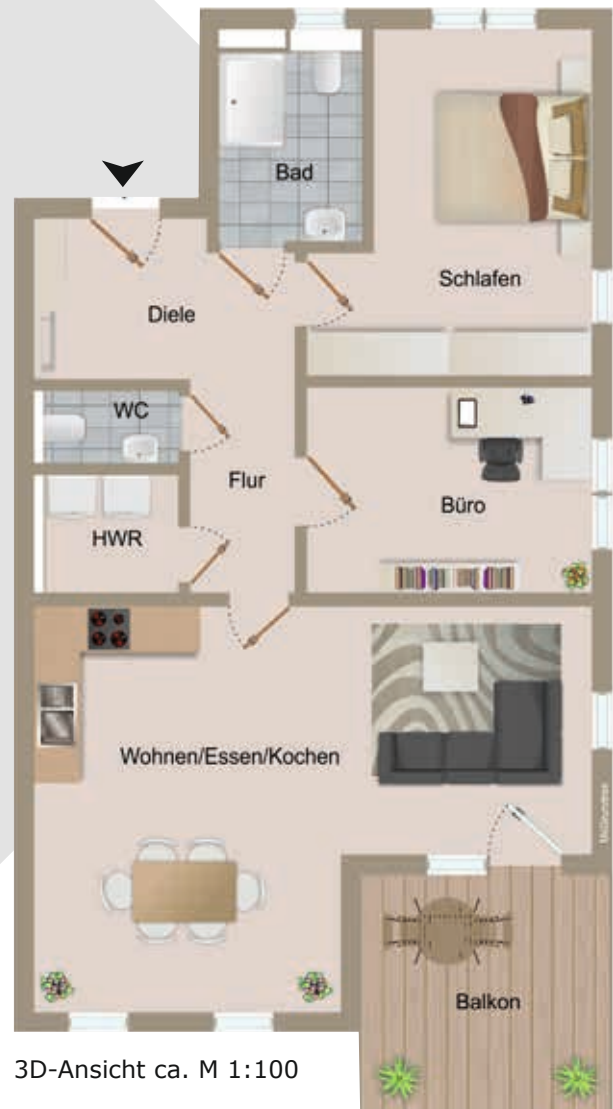 Bad
Schlafen
Diele
WC
Flur
Büro
HWR
Wohnen/Essen/Kochen
Balkon
3D-Ansicht ca. M 1:100